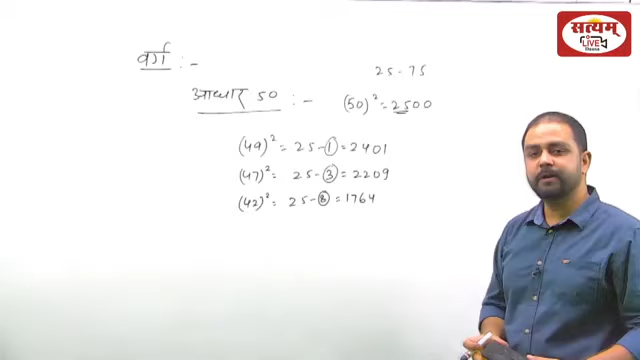 सत्यम्
LIVE
Classes
वर्ग :-
25-75
आधार 50 :- (50)² = 2500
(49)² = 25-1 = 2401
(47)² = 25-3 = 2209
(42)² = 25-8 = 1764